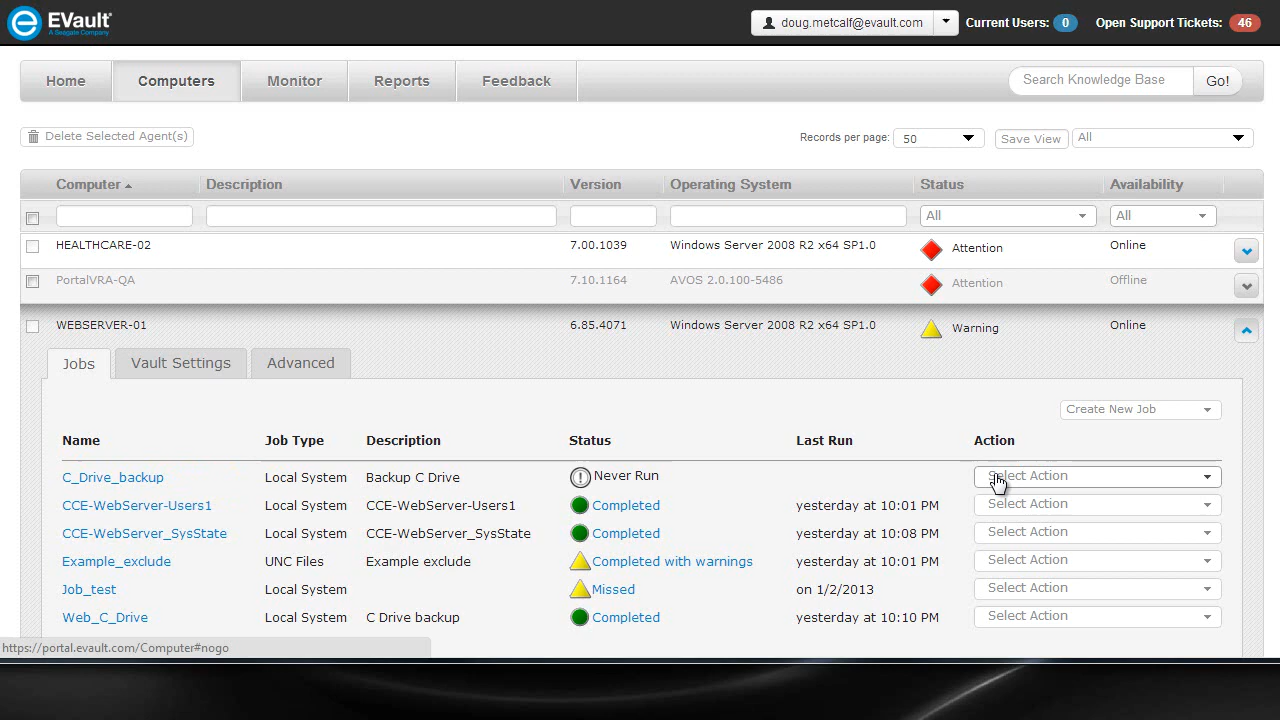 EVault
A Seagate Company
doug.metcalf@evault.com
Current Users: 0
Open Support Tickets: 46
Home Computers Monitor Reports Feedback
Search Knowledge Base Go!
Delete Selected Agent(s)
Records per page: 50 Save View All
Computer Description Version Operating System Status Availability
All All
HEALTHCARE-02 7.00.1039 Windows Server 2008 R2 x64 SP1.0 Attention Online
PortalVRA-QA 7.10.1164 AVOS 2.0.100-5486 Attention Offline
WEBSERVER-01 6.85.4071 Windows Server 2008 R2 x64 SP1.0 Warning Online
Jobs Vault Settings Advanced
Create New Job
Name Job Type Description Status Last Run Action
C_Drive_backup Local System Backup C Drive Never Run Select Action
CCE-WebServer-Users1 Local System CCE-WebServer-Users1 Completed yesterday at 10:01 PM Select Action
CCE-WebServer_SysState Local System CCE-WebServer_SysState Completed yesterday at 10:08 PM Select Action
Example_exclude UNC Files Example exclude Completed with warnings yesterday at 10:01 PM Select Action
Job_test Local System Missed on 1/2/2013 Select Action
Web_C_Drive Local System C Drive backup Completed yesterday at 10:10 PM Select Action
https://portal.evault.com/Computer#nogo